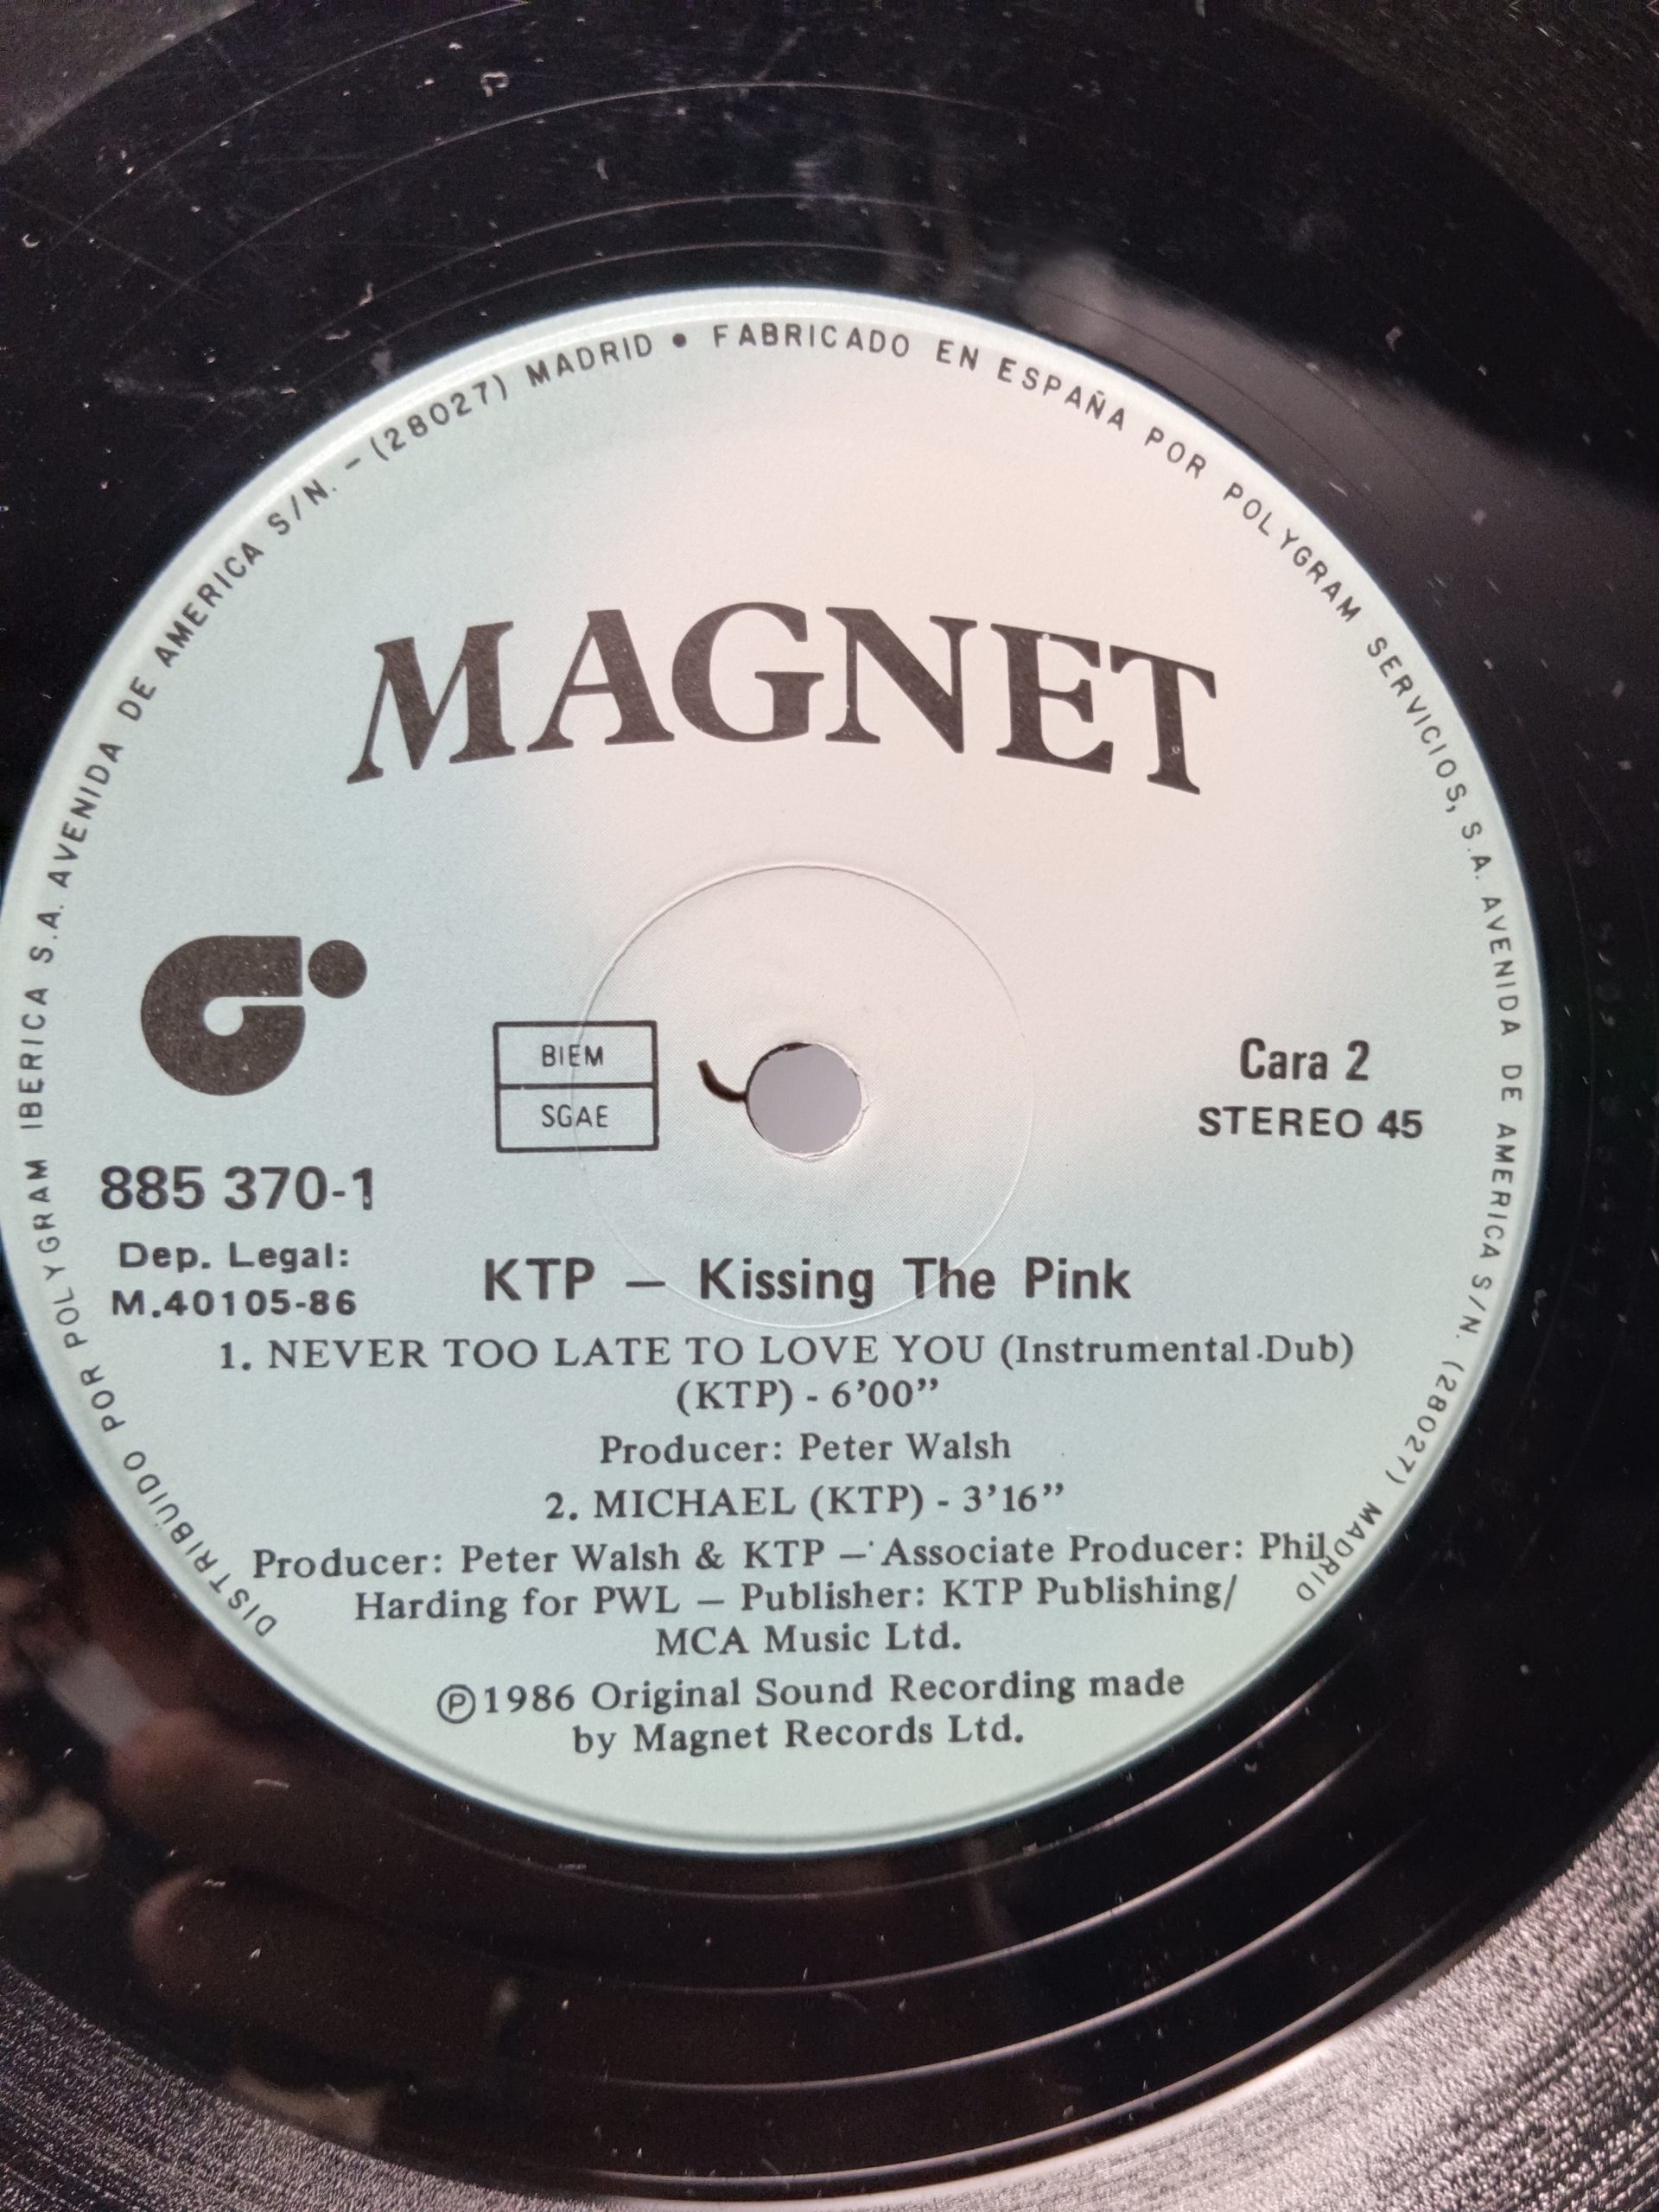 DISTRIBUIDO POR POLYGRAM IBERICA S.A. AVENIDA DE AMERICA S/N. - (28027) MADRID • FABRICADO EN ESPAÑA POR POLYGRAM SERVICIOS, S.A. AVENIDA DE AMERICA S/N. (28027) MADRID
MAGNET
BIEM
SGAE
Cara 2
STEREO 45
885 370-1
Dep. Legal:
M.40105-86
KTP — Kissing The Pink
1. NEVER TOO LATE TO LOVE YOU (Instrumental Dub)
(KTP) - 6’00”
Producer: Peter Walsh
2. MICHAEL (KTP) - 3’16”
Producer: Peter Walsh & KTP — Associate Producer: Phil
Harding for PWL — Publisher: KTP Publishing/
MCA Music Ltd.
Ⓟ1986 Original Sound Recording made
by Magnet Records Ltd.